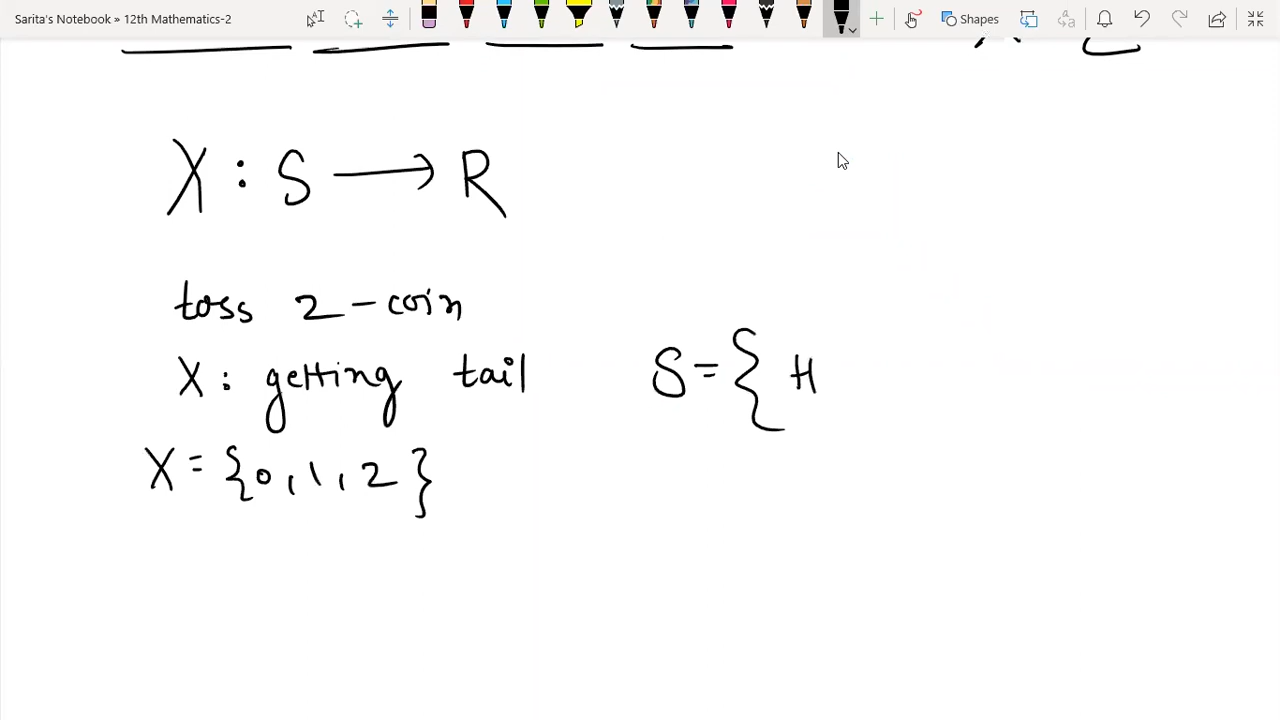 Sarita's Notebook » 12th Mathematics-2
Shapes
X : S → R
toss 2-coin
X : getting tail
S = { H
X = {0, 1, 2}